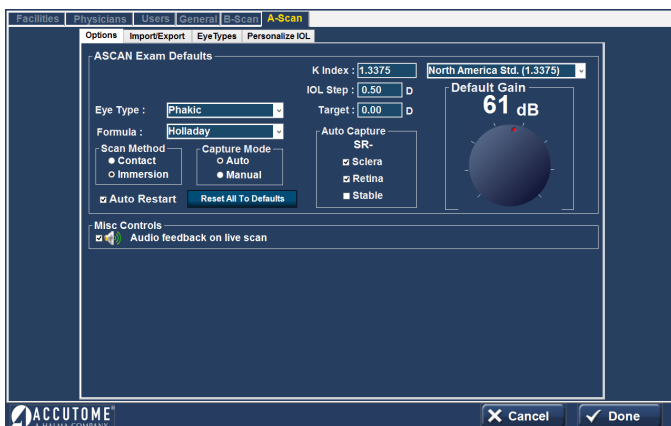 Facilities Physicians Users General B-Scan A-Scan
Options Import/Export EyeTypes Personalize IOL
ASCAN Exam Defaults
K Index : 1.3375 North America Std. (1.3375)
IOL Step : 0.50 D Default Gain
Eye Type : Phakic Target : 0.00 D 61 dB
Formula : Holladay Auto Capture
Scan Method Capture Mode SR-
Contact Auto Sclera
Immersion Manual Retina
Auto Restart Reset All To Defaults Stable
Misc Controls
Audio feedback on live scan
ACCUTOME® Cancel Done
A HALMA COMPANY